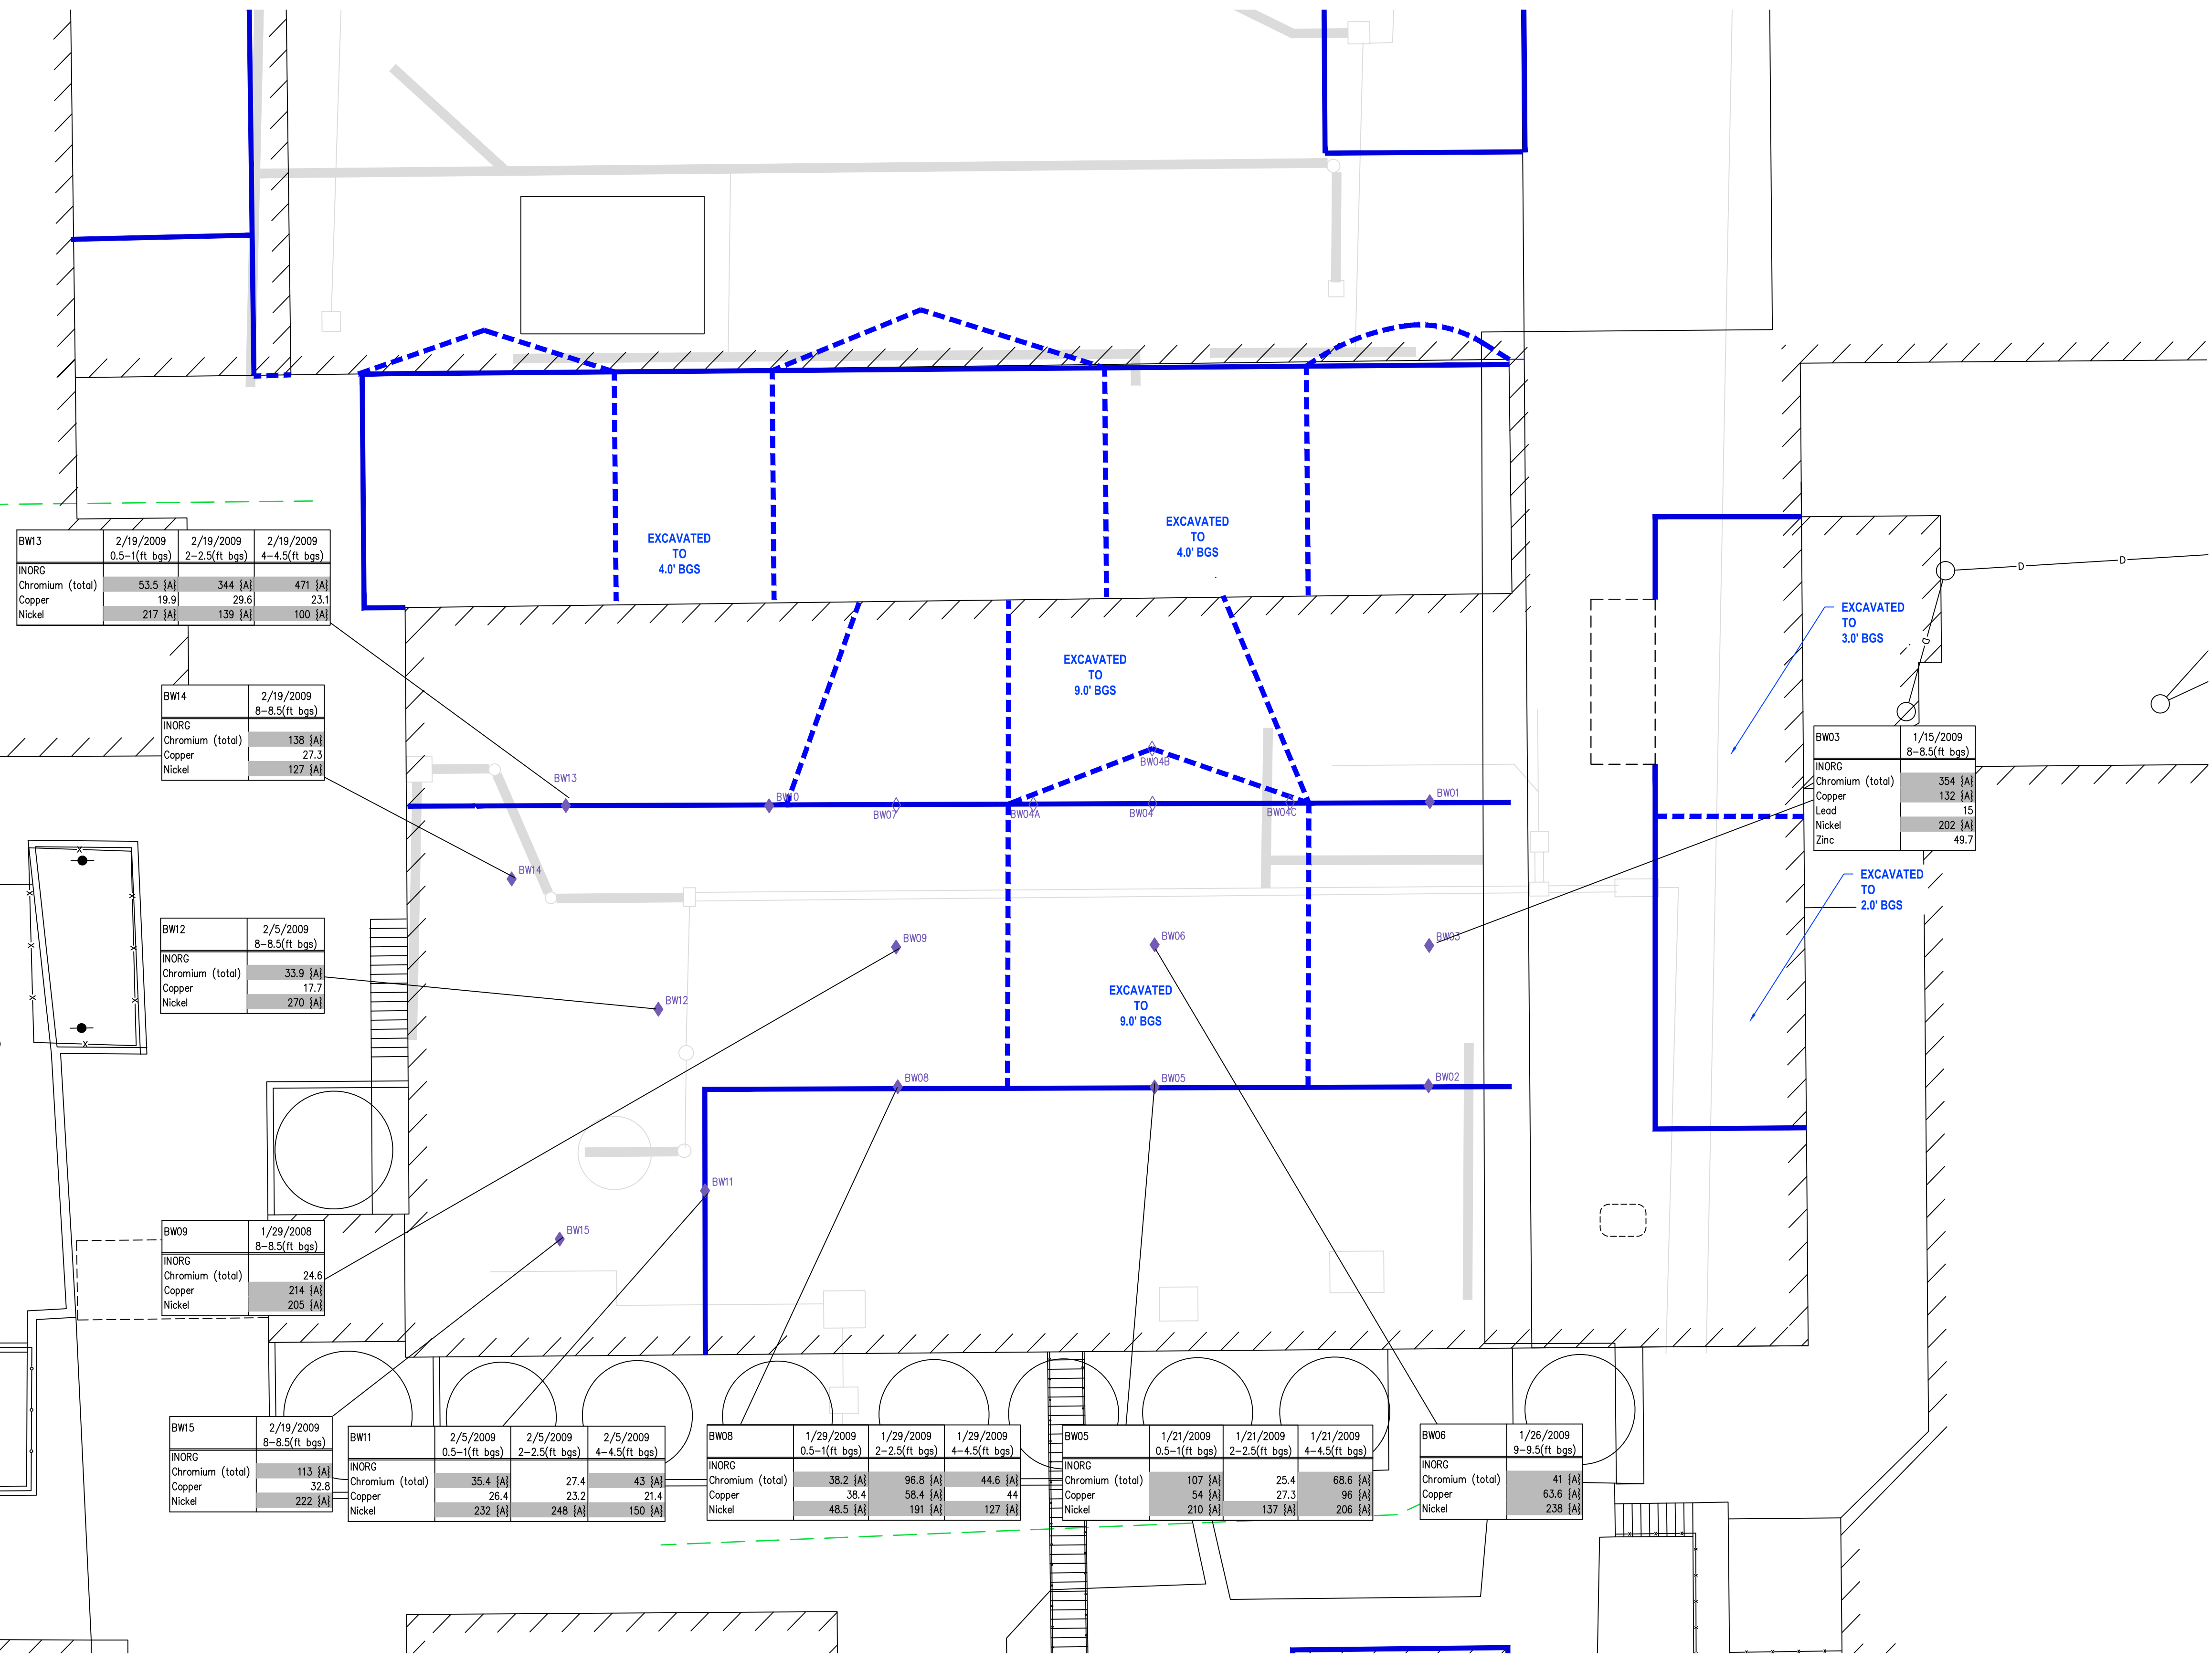 EXCAVATED
TO
4.0' BGS
EXCAVATED
TO
4.0' BGS
BW13 2/19/2009 2/19/2009 2/19/2009
0.5-1(ft bgs) 2-2.5(ft bgs) 4-4.5(ft bgs)
INORG
Chromium (total) 53.5 {A} 344 {A} 471 {A}
Copper 19.9 29.6 23.1
Nickel 217 {A} 139 {A} 100 {A}
D
D
D
EXCAVATED
TO
3.0' BGS
EXCAVATED
TO
9.0' BGS
BW14 2/19/2009
8-8.5(ft bgs)
INORG
Chromium (total) 138 {A}
Copper 27.3
Nickel 127 {A}
BW03 1/15/2009
8-8.5(ft bgs)
INORG
Chromium (total) 354 {A}
Copper 132 {A}
Lead 15
Nickel 202 {A}
Zinc 49.7
BW04B
BW13
BW10
BW07
BW04A
BW04
BW04C
BW01
BW14
EXCAVATED
TO
2.0' BGS
BW12 2/5/2009
8-8.5(ft bgs)
INORG
Chromium (total) 33.9 {A}
Copper 17.7
Nickel 270 {A}
BW09
BW06
BW03
BW12
EXCAVATED
TO
9.0' BGS
BW08
BW05
BW02
BW11
BW15
BW09 1/29/2008
8-8.5(ft bgs)
INORG
Chromium (total) 24.6
Copper 214 {A}
Nickel 205 {A}
BW15 2/19/2009
8-8.5(ft bgs)
INORG
Chromium (total) 113 {A}
Copper 32.8
Nickel 222 {A}
BW11 2/5/2009 2/5/2009 2/5/2009
0.5-1(ft bgs) 2-2.5(ft bgs) 4-4.5(ft bgs)
INORG
Chromium (total) 35.4 {A} 27.4 43 {A}
Copper 26.4 23.2 21.4
Nickel 232 {A} 248 {A} 150 {A}
BW08 1/29/2009 1/29/2009 1/29/2009
0.5-1(ft bgs) 2-2.5(ft bgs) 4-4.5(ft bgs)
INORG
Chromium (total) 38.2 {A} 96.8 {A} 44.6 {A}
Copper 38.4 58.4 {A} 44
Nickel 48.5 {A} 191 {A} 127 {A}
BW05 1/21/2009 1/21/2009 1/21/2009
0.5-1(ft bgs) 2-2.5(ft bgs) 4-4.5(ft bgs)
INORG
Chromium (total) 107 {A} 25.4 68.6 {A}
Copper 54 {A} 27.3 96 {A}
Nickel 210 {A} 137 {A} 206 {A}
BW06 1/26/2009
9-9.5(ft bgs)
INORG
Chromium (total) 41 {A}
Copper 63.6 {A}
Nickel 238 {A}